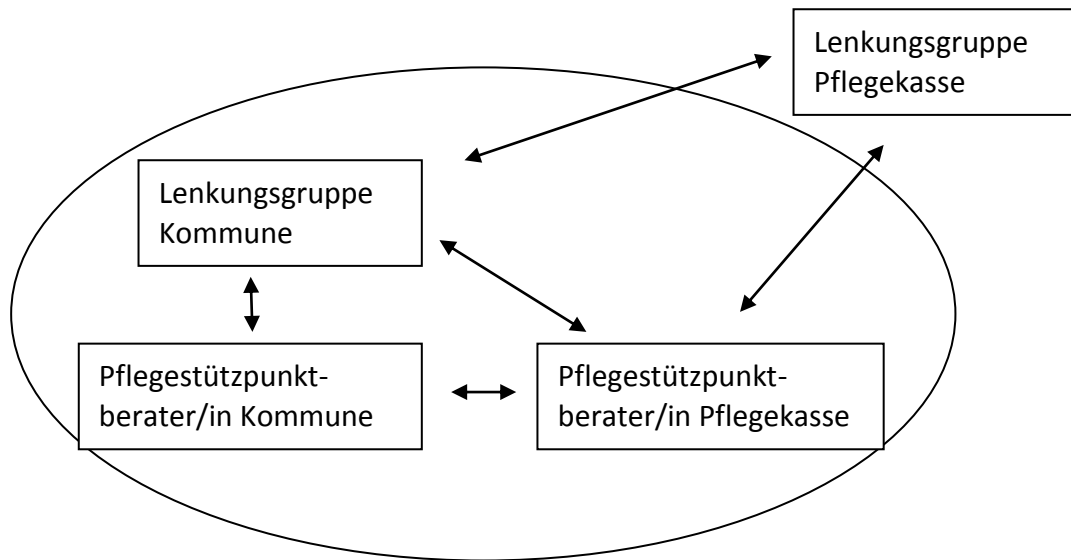 Lenkungsgruppe
Pflegekasse
Lenkungsgruppe
Kommune
Pflegestützpunkt-
berater/in Kommune
Pflegestützpunkt-
berater/in Pflegekasse